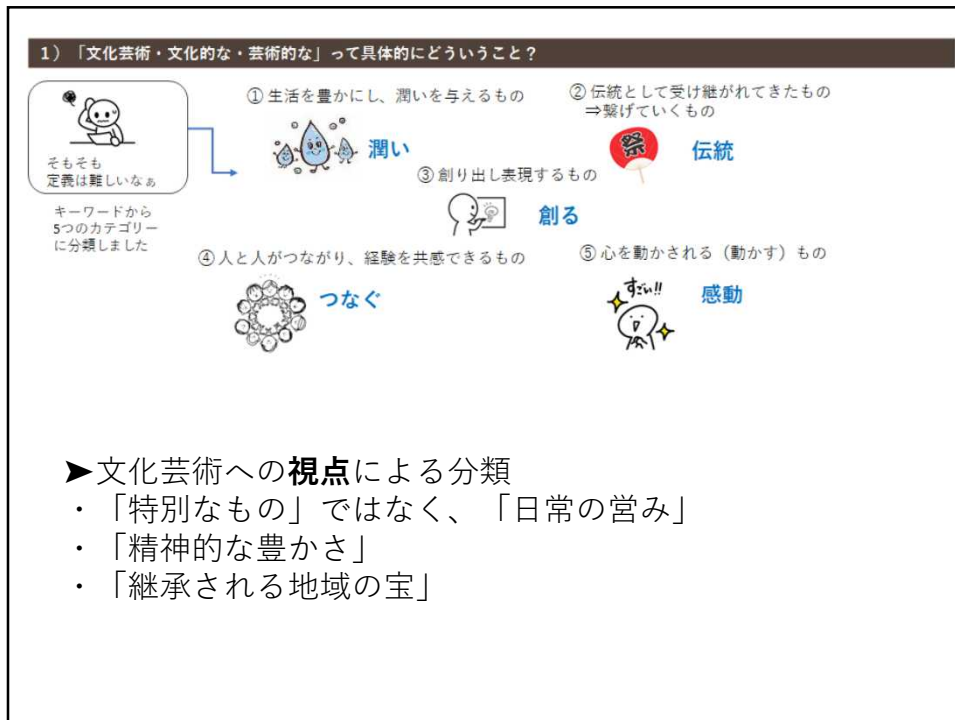 １）「文化芸術・文化的な・芸術的な」って具体的にどういうこと？
そもそも
定義は難しいなぁ
キーワードから
5つのカテゴリー
に分類しました
①生活を豊かにし、潤いを与えるもの
潤い
②伝統として受け継がれてきたもの
⇒繋げていくもの
祭
伝統
③創り出し表現するもの
創る
④人と人がつながり、経験を共感できるもの
つなぐ
⑤心を動かされる（動かす）もの
すごい!!
感動
➤文化芸術への視点による分類
・「特別なもの」ではなく、「日常の営み」
・「精神的な豊かさ」
・「継承される地域の宝」